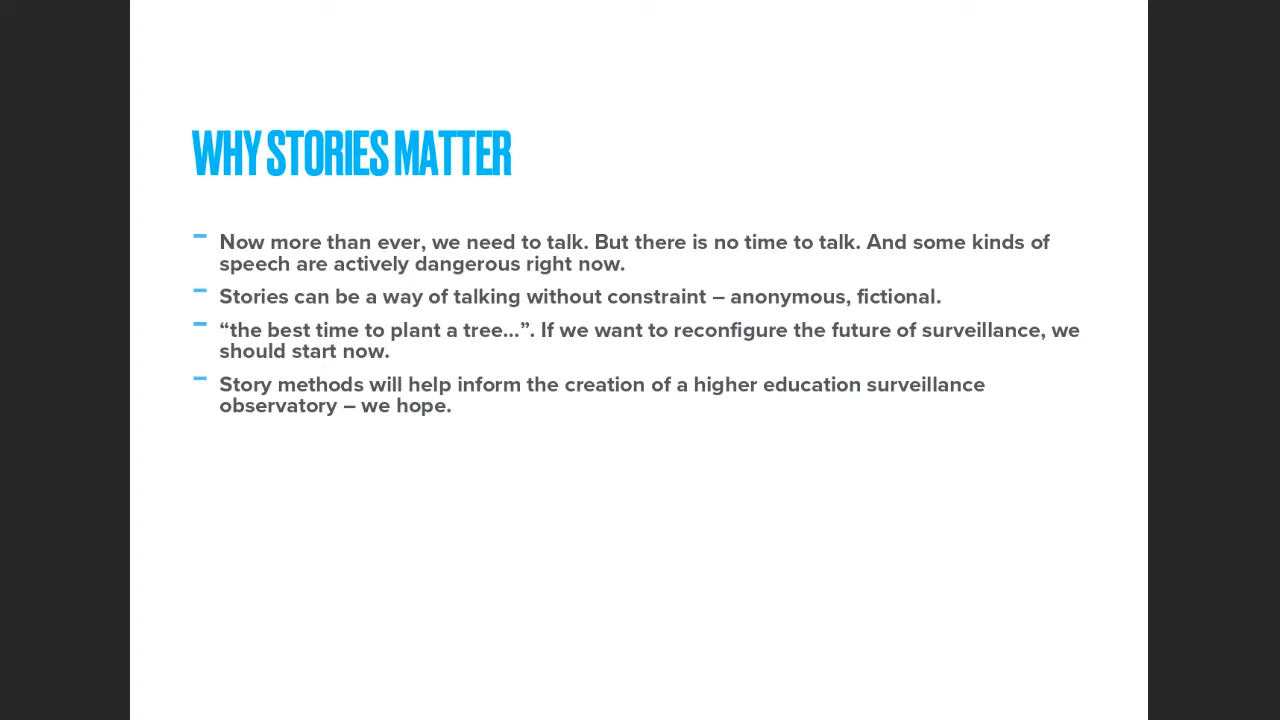 WHY STORIES MATTER
– Now more than ever, we need to talk. But there is no time to talk. And some kinds of
speech are actively dangerous right now.
– Stories can be a way of talking without constraint – anonymous, fictional.
– “the best time to plant a tree...”. If we want to reconfigure the future of surveillance, we
should start now.
– Story methods will help inform the creation of a higher education surveillance
observatory – we hope.